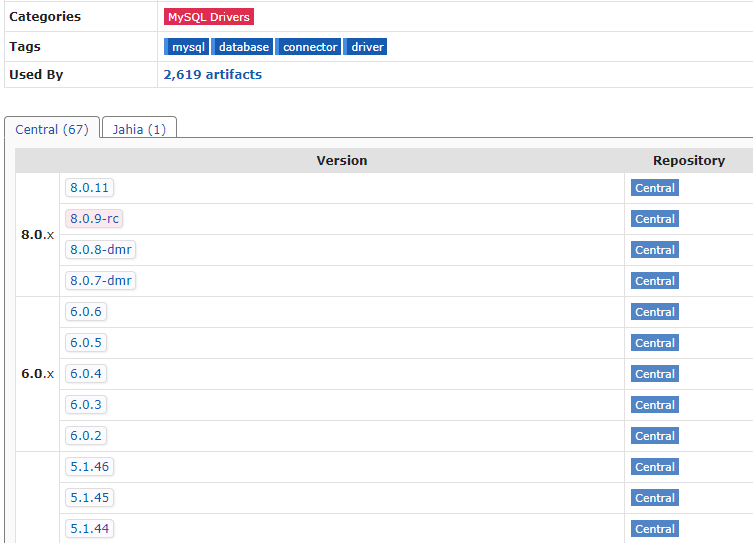 Categories MySQL Drivers
Tags mysql database connector driver
Used By 2,619 artifacts
Central (67) Jahia (1)
Version Repository
8.0.11 Central
8.0.9-rc Central
8.0.x
8.0.8-dmr Central
8.0.7-dmr Central
6.0.6 Central
6.0.5 Central
6.0.x 6.0.4 Central
6.0.3 Central
6.0.2 Central
5.1.46 Central
5.1.45 Central
5.1.44 Central